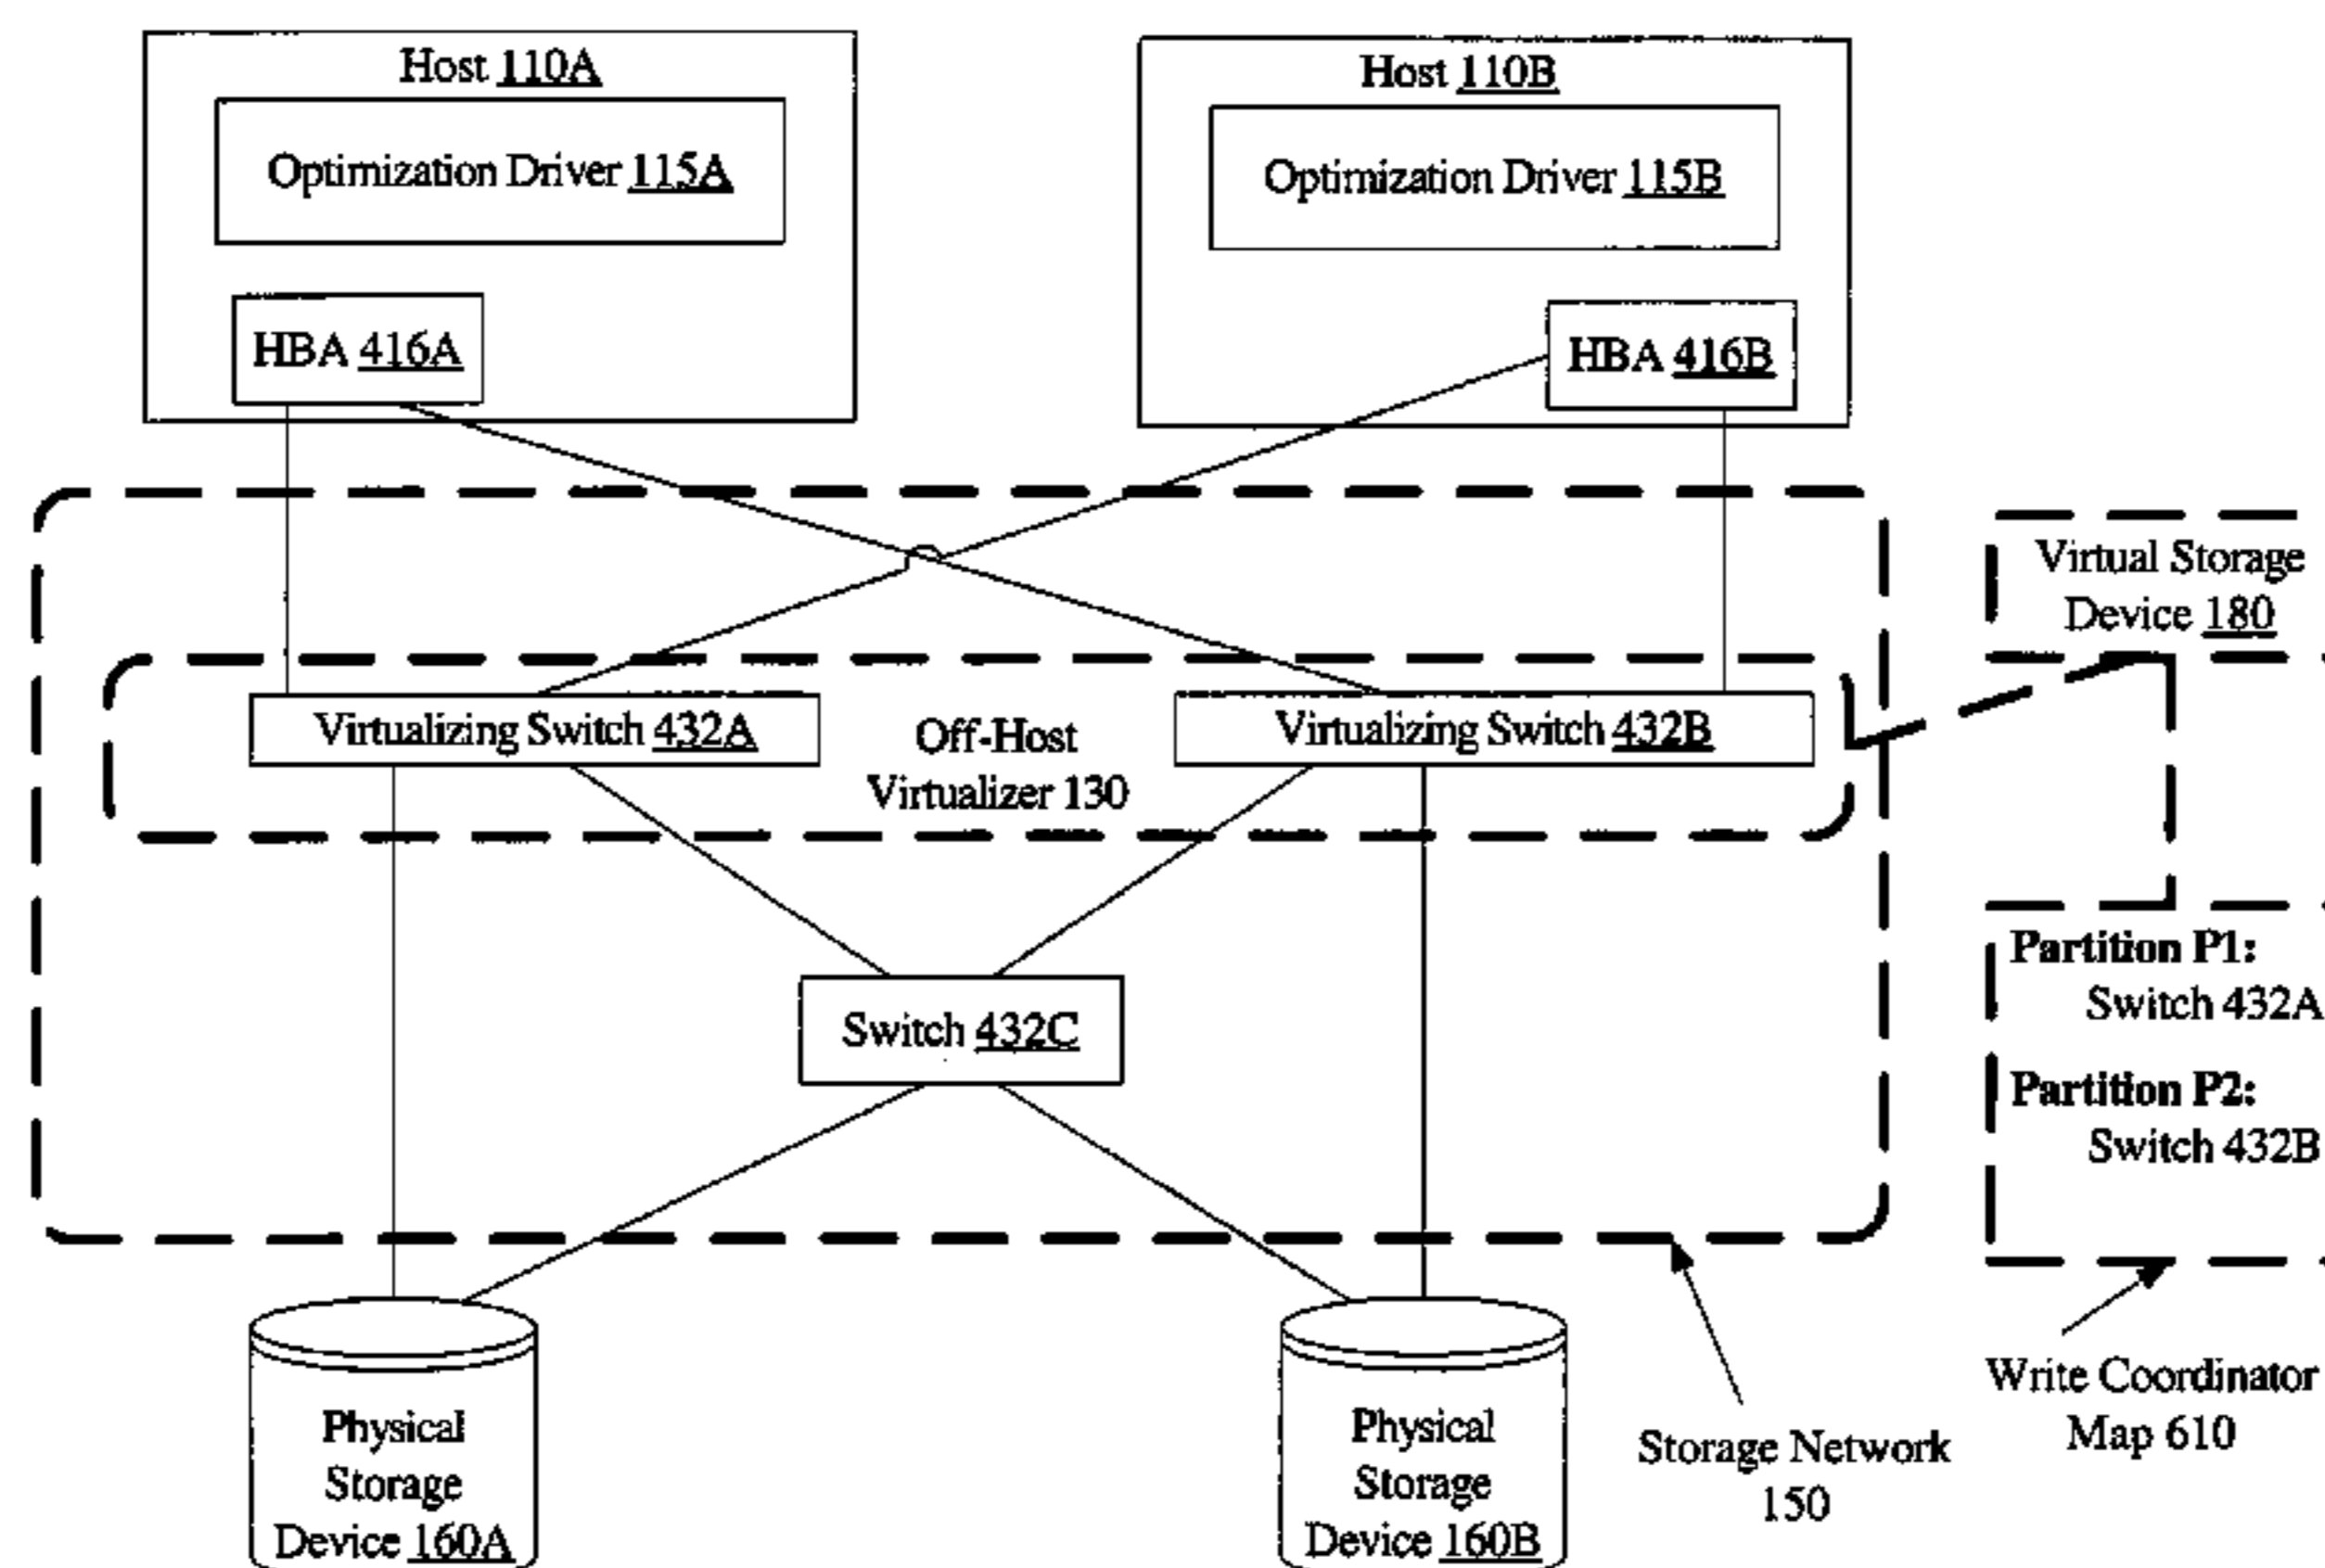 Host 110A
Optimization Driver 115A
HBA 416A
Host 110B
Optimization Driver 115B
HBA 416B
Virtual Storage
Device 180
Virtualizing Switch 432A
Off-Host
Virtualizer 130
Virtualizing Switch 432B
Partition P1:
Switch 432A
Partition P2:
Switch 432B
Switch 432C
Write Coordinator
Map 610
Storage Network
150
Physical
Storage
Device 160A
Physical
Storage
Device 160B